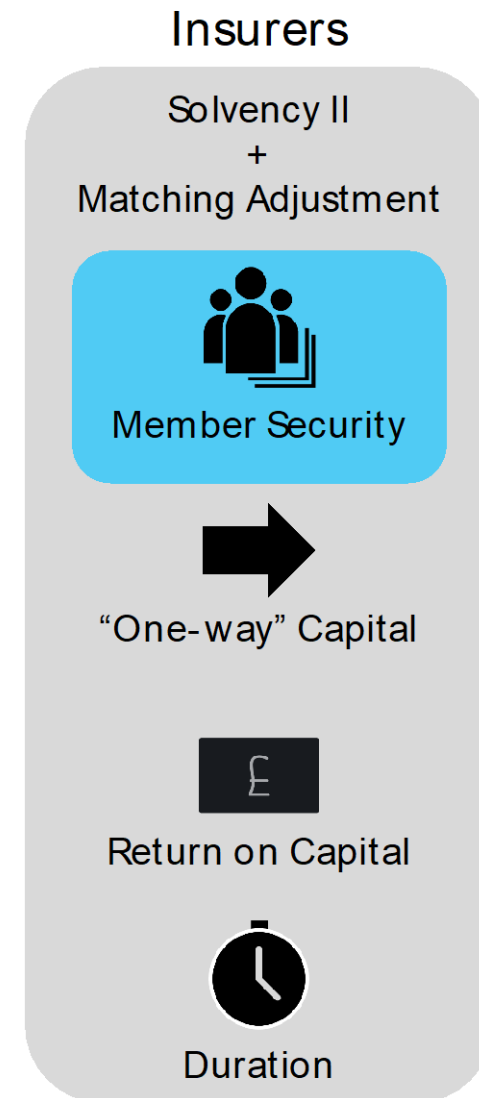 Insurers
Solvency II
+
Matching Adjustment
Member Security
“One-way” Capital
£
Return on Capital
Duration